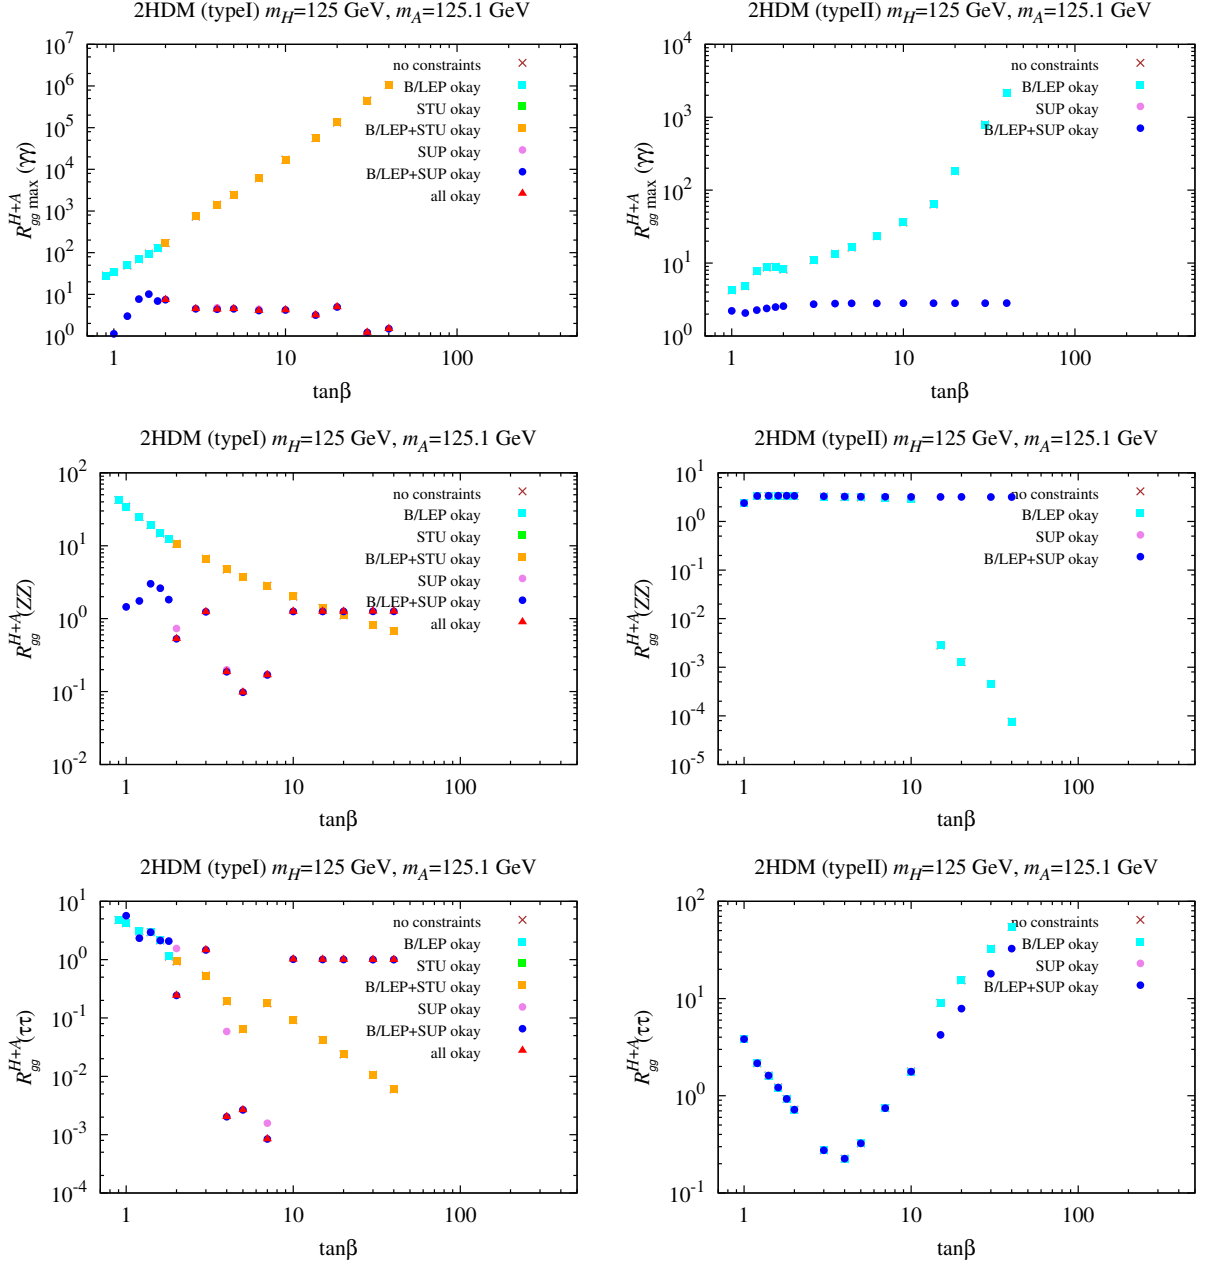 2HDM (typeI) m_H=125 GeV, m_A=125.1 GeV
R^{H+A}_{gg max} (γγ)
10^7
10^6
10^5
10^4
10^3
10^2
10^1
10^0
no constraints
B/LEP okay
STU okay
B/LEP+STU okay
SUP okay
B/LEP+SUP okay
all okay
1 10 100
tanβ
2HDM (typeII) m_H=125 GeV, m_A=125.1 GeV
R^{H+A}_{gg max} (γγ)
10^4
10^3
10^2
10^1
10^0
no constraints
B/LEP okay
SUP okay
B/LEP+SUP okay
1 10 100
tanβ
2HDM (typeI) m_H=125 GeV, m_A=125.1 GeV
R^{H+A}_{gg}(ZZ)
10^2
10^1
10^0
10^-1
10^-2
no constraints
B/LEP okay
STU okay
B/LEP+STU okay
SUP okay
B/LEP+SUP okay
all okay
1 10 100
tanβ
2HDM (typeII) m_H=125 GeV, m_A=125.1 GeV
R^{H+A}_{gg}(ZZ)
10^1
10^0
10^-1
10^-2
10^-3
10^-4
10^-5
no constraints
B/LEP okay
SUP okay
B/LEP+SUP okay
1 10 100
tanβ
2HDM (typeI) m_H=125 GeV, m_A=125.1 GeV
R^{H+A}_{gg}(ττ)
10^1
10^0
10^-1
10^-2
10^-3
10^-4
no constraints
B/LEP okay
STU okay
B/LEP+STU okay
SUP okay
B/LEP+SUP okay
all okay
1 10 100
tanβ
2HDM (typeII) m_H=125 GeV, m_A=125.1 GeV
R^{H+A}_{gg}(ττ)
10^2
10^1
10^0
10^-1
no constraints
B/LEP okay
SUP okay
B/LEP+SUP okay
1 10 100
tanβ